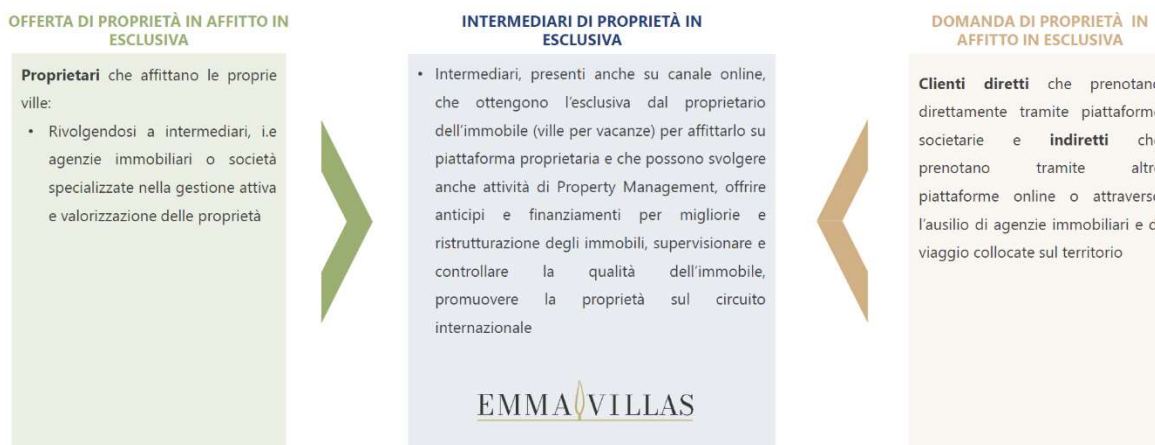 OFFERTA DI PROPRIETÀ IN AFFITTO IN
ESCLUSIVA
Proprietari che affittano le proprie
ville:
• Rivolgendosi a intermediari, i.e
agenzie immobiliari o società
specializzate nella gestione attiva
e valorizzazione delle proprietà
INTERMEDIARI DI PROPRIETÀ IN
ESCLUSIVA
• Intermediari, presenti anche su canale online,
che ottengono l'esclusiva dal proprietario
dell'immobile (ville per vacanze) per affittarlo su
piattaforma proprietaria e che possono svolgere
anche attività di Property Management, offrire
anticipi e finanziamenti per migliorie e
ristrutturazione degli immobili, supervisionare e
controllare la qualità dell'immobile,
promuovere la proprietà sul circuito
internazionale
EMMA VILLAS
DOMANDA DI PROPRIETÀ IN
AFFITTO IN ESCLUSIVA
Clienti diretti che prenotano
direttamente tramite piattaforme
societarie e indiretti che
prenotano tramite altre
piattaforme online o attraverso
l'ausilio di agenzie immobiliari e d
viaggio collocate sul territorio